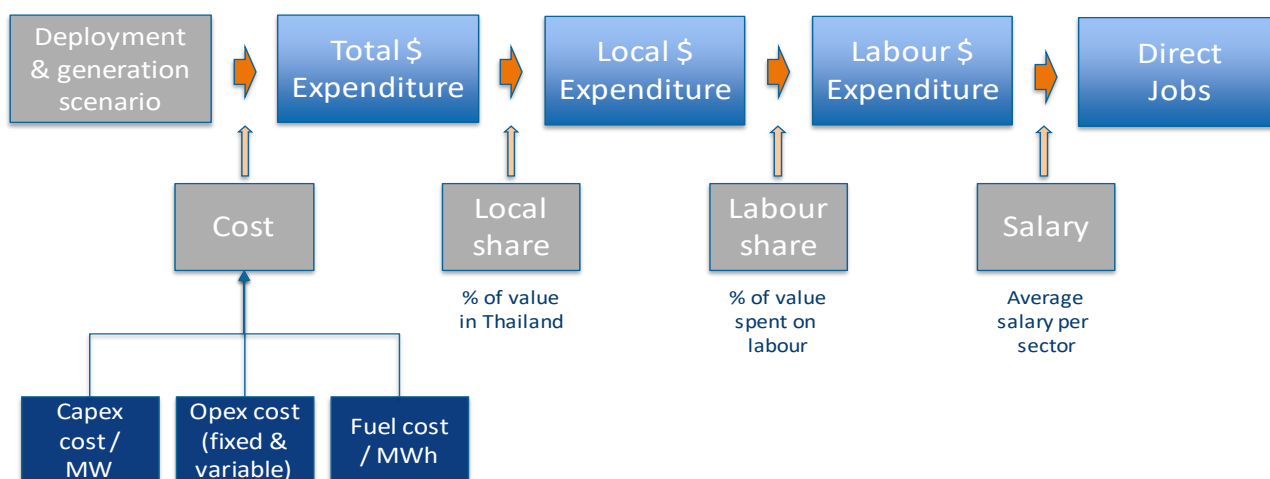 Deployment
& generation
scenario
Total $
Expenditure
Local $
Expenditure
Labour $
Expenditure
Direct
Jobs
Cost
Local
share
Labour
share
Salary
% of value
in Thailand
% of value
spent on
labour
Average
salary per
sector
Capex
cost /
MW
Opex cost
(fixed &
variable)
Fuel cost
/ MWh